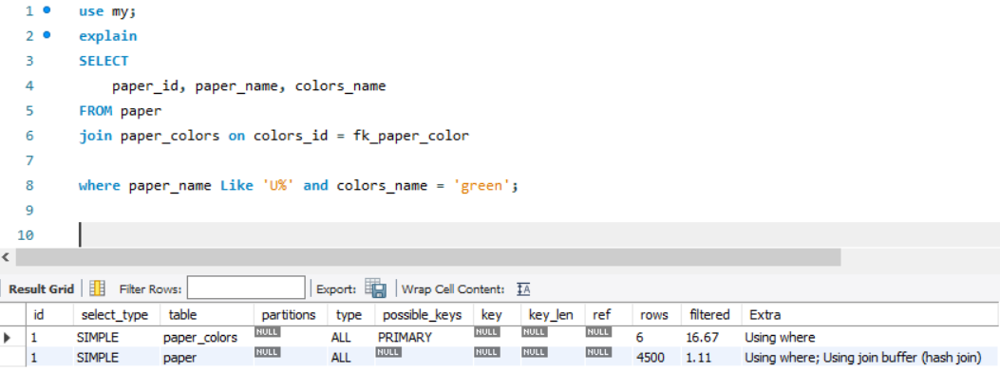 1 use my;
2 explain
3 SELECT
4 paper_id, paper_name, colors_name
5 FROM paper
6 join paper_colors on colors_id = fk_paper_color
7
8 where paper_name Like 'U%' and colors_name = 'green';
9
10
Result Grid Filter Rows: Export: Wrap Cell Content: IA
id select_type table partitions type possible_keys key key_len ref rows filtered Extra
1 SIMPLE paper_colors NULL ALL PRIMARY NULL NULL NULL 6 16.67 Using where
1 SIMPLE paper NULL ALL NULL NULL NULL NULL 4500 1.11 Using where; Using join buffer (hash join)